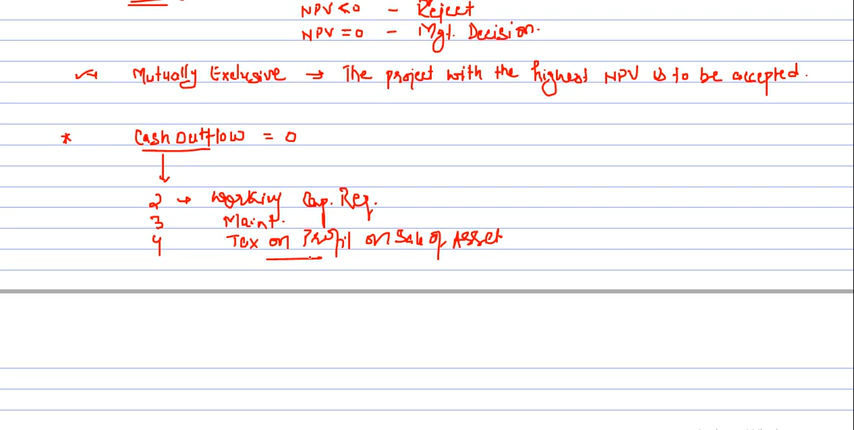 NPV < 0 - Reject
NPV = 0 - Mgt. Decision.
Mutually Exclusive → The project with the highest NPV is to be accepted.
* Cash Outflow = 0
↓
2 → Working Cap. Req.
3 Maint.
4 Tax on Profit on Sale of Asset